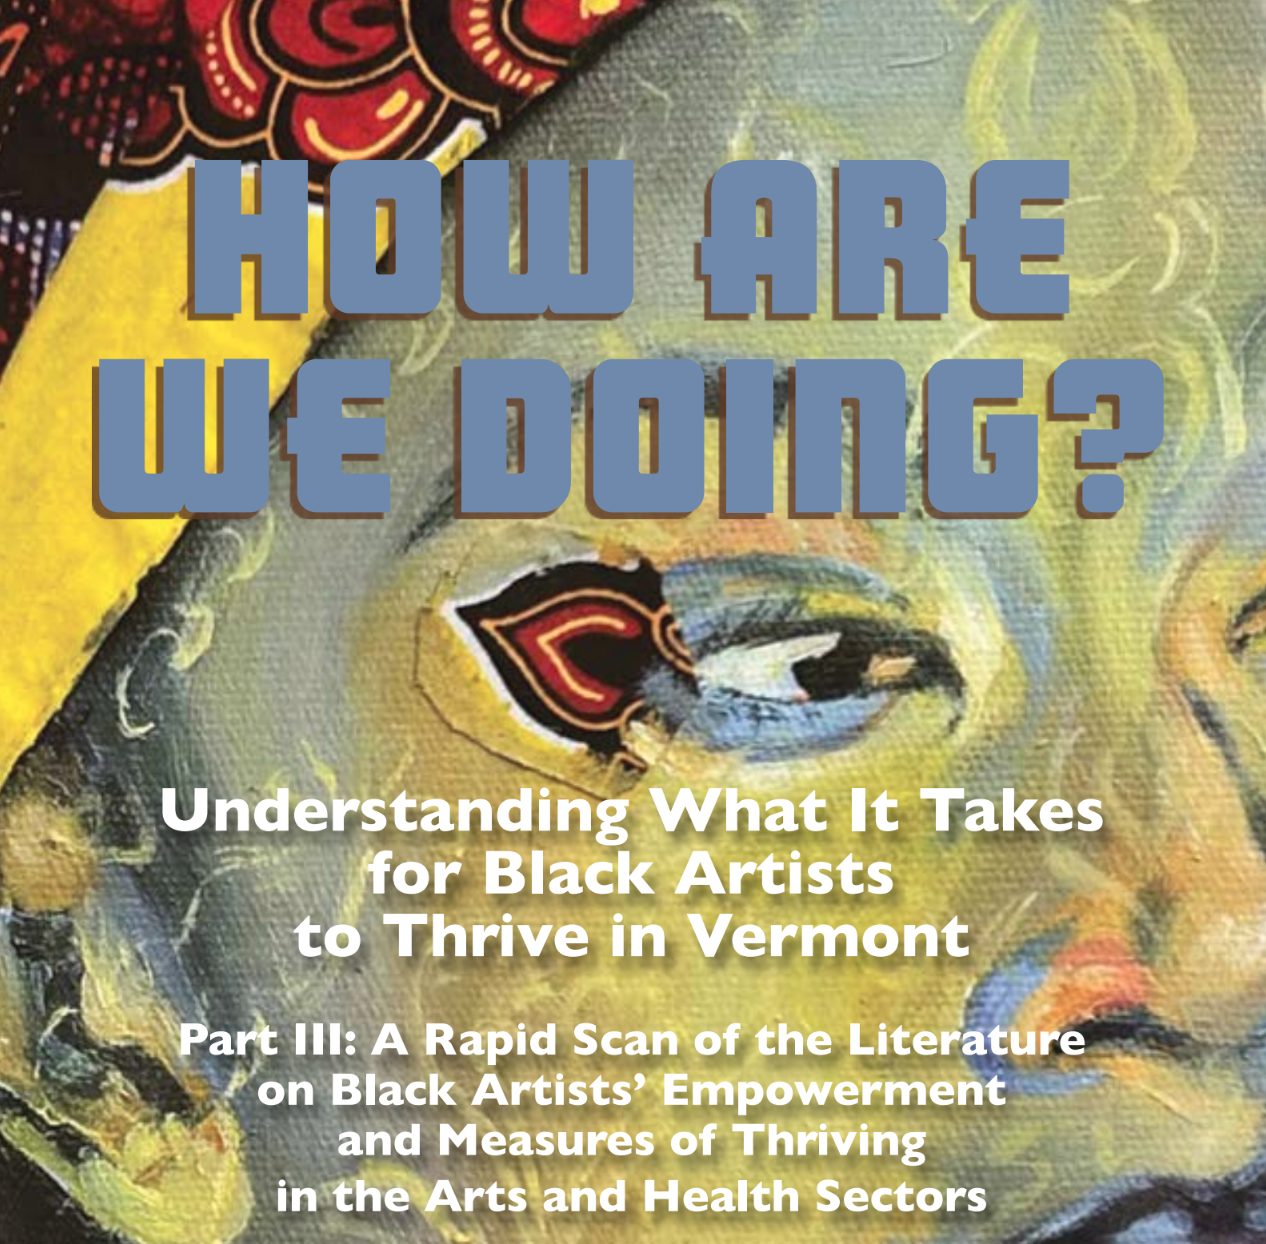 HOW ARE
WE DOING?
Understanding What It Takes
for Black Artists
to Thrive in Vermont
Part III: A Rapid Scan of the Literature
on Black Artists’ Empowerment
and Measures of Thriving
in the Arts and Health Sectors